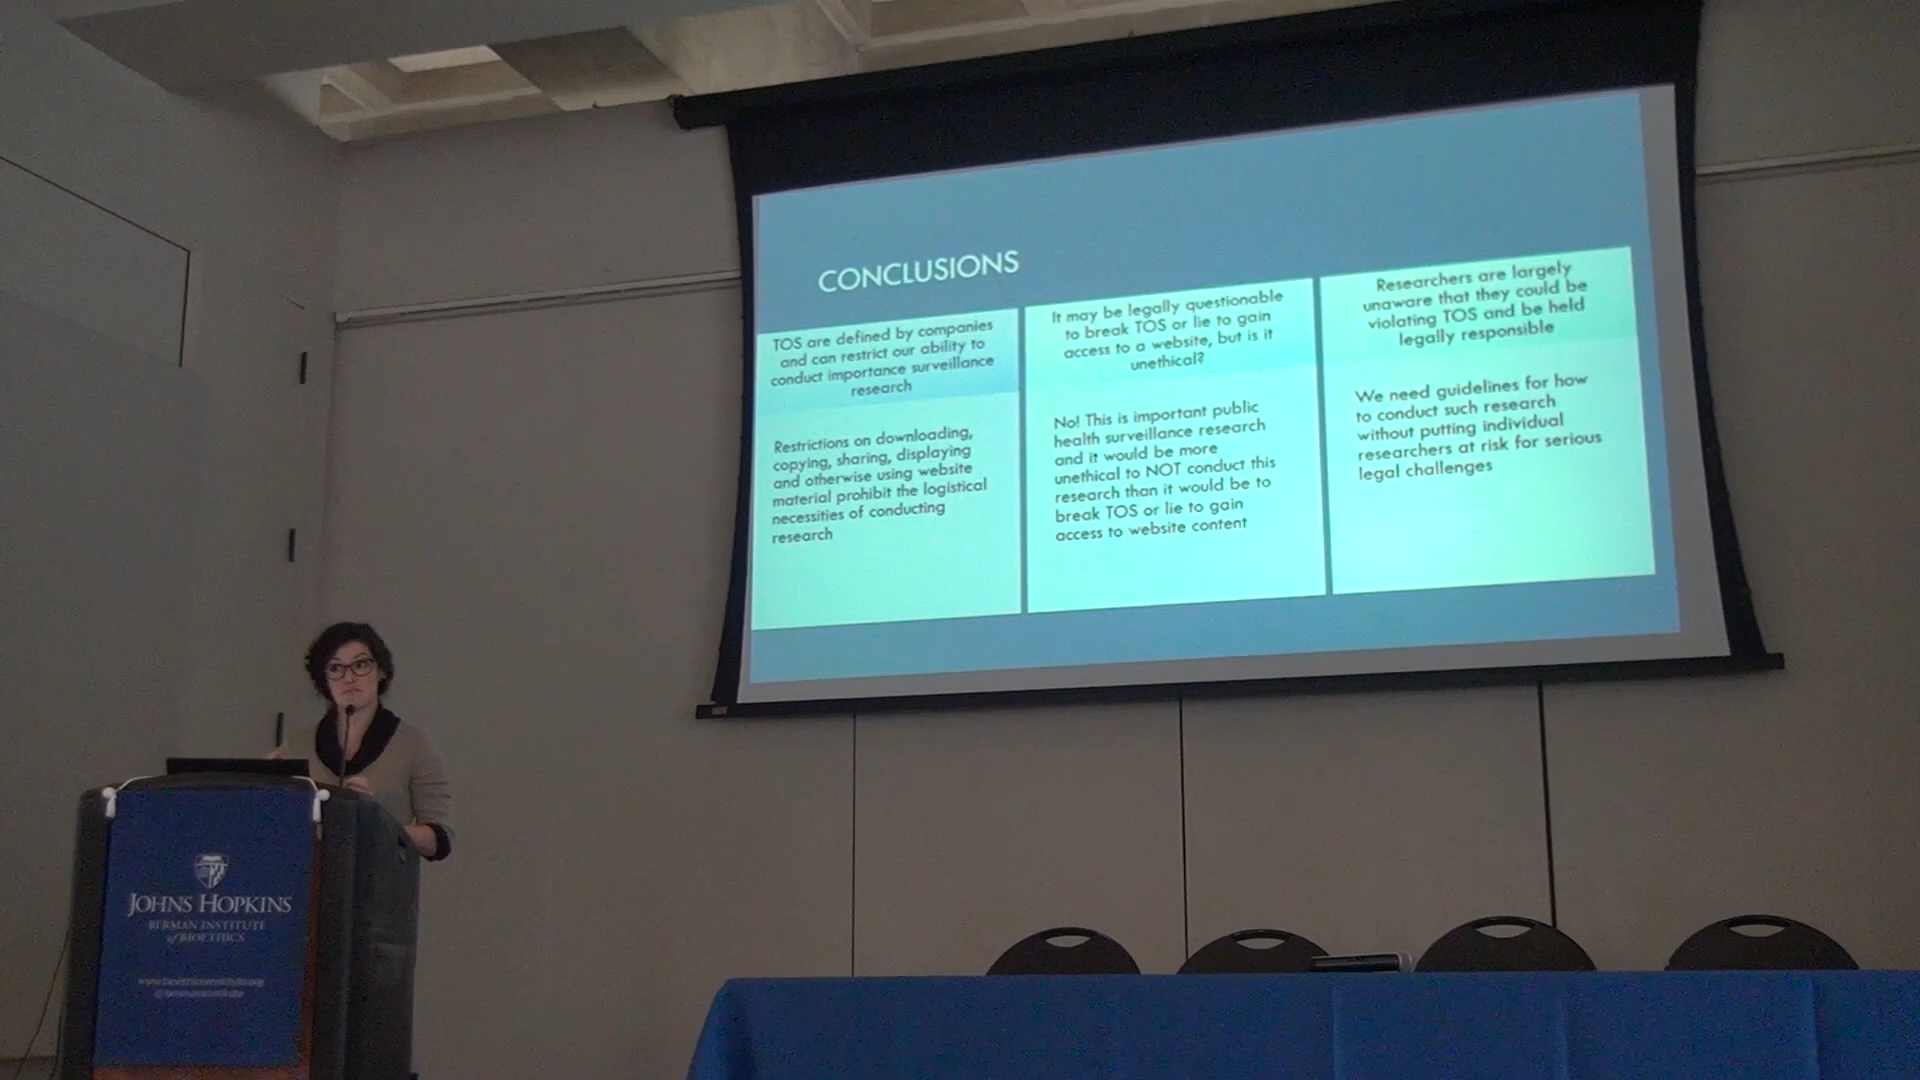 CONCLUSIONS
TOS are defined by companies
and can restrict our ability to
conduct importance surveillance
research
Restrictions on downloading,
copying, sharing, displaying
and otherwise using website
material prohibit the logistical
necessities of conducting
research
It may be legally questionable
to break TOS or lie to gain
access to a website, but is it
unethical?
No! This is important public
health surveillance research
and it would be more
unethical to NOT conduct this
research than it would be to
break TOS or lie to gain
access to website content
Researchers are largely
unaware that they could be
violating TOS and be held
legally responsible
We need guidelines for how
to conduct such research
without putting individual
researchers at risk for serious
legal challenges
JOHNS HOPKINS
BERMAN INSTITUTE
of BIOETHICS